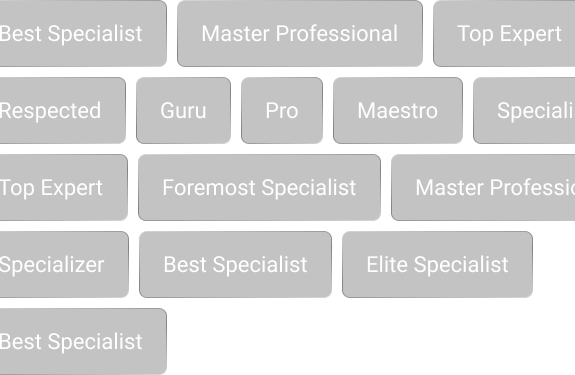 Best Specialist Master Professional Top Expert
Respected Guru Pro Maestro
Top Expert Foremost Specialist Master
Specializer Best Specialist Elite Specialist
Best Specialist